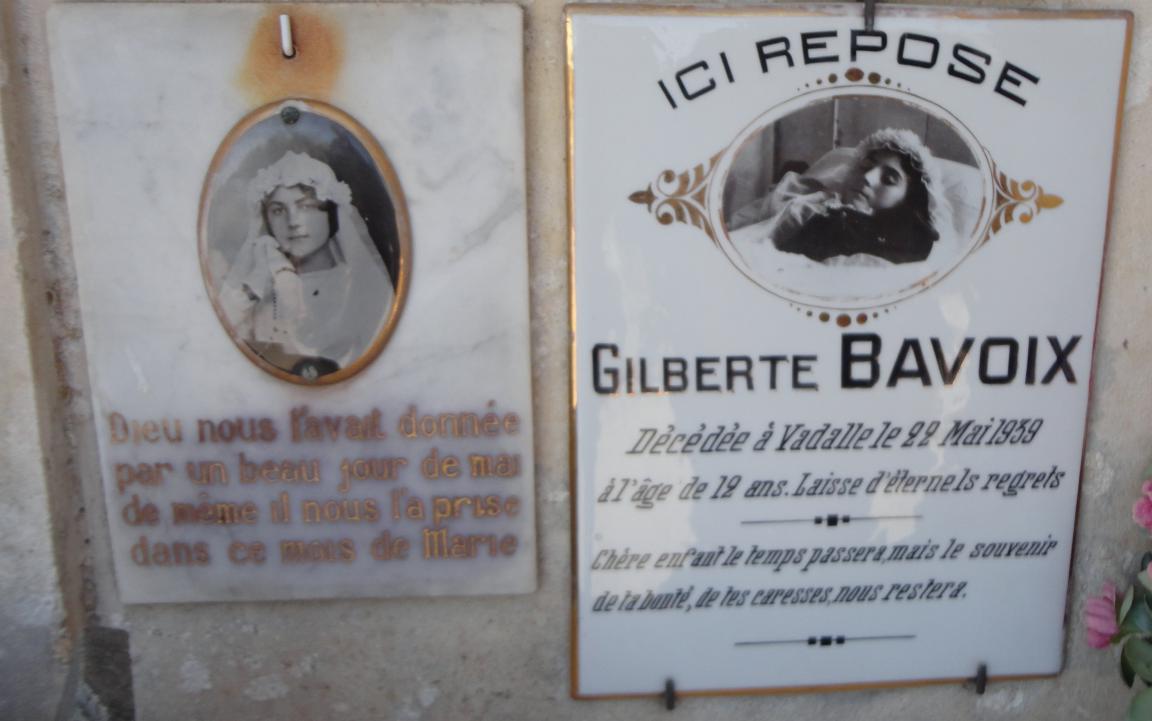 Dieu nous l'avait donnée
par un beau jour de mai
de même il nous l'a prise
dans ce mois de Marie
ICI REPOSE
GILBERTE BAVOIX
Décédée à Vadalle le 22 Mai 1939
à l'âge de 12 ans. Laisse d'éternels regrets
Chère enfant le temps passera, mais le souvenir
de ta bonté, de tes caresses, nous restera.